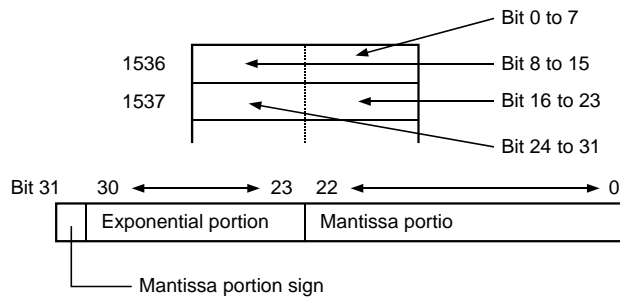 Bit 0 to 7
1536
Bit 8 to 15
1537
Bit 16 to 23
Bit 24 to 31
Bit 31 30 23 22 0
Exponential portion Mantissa portio
Mantissa portion sign